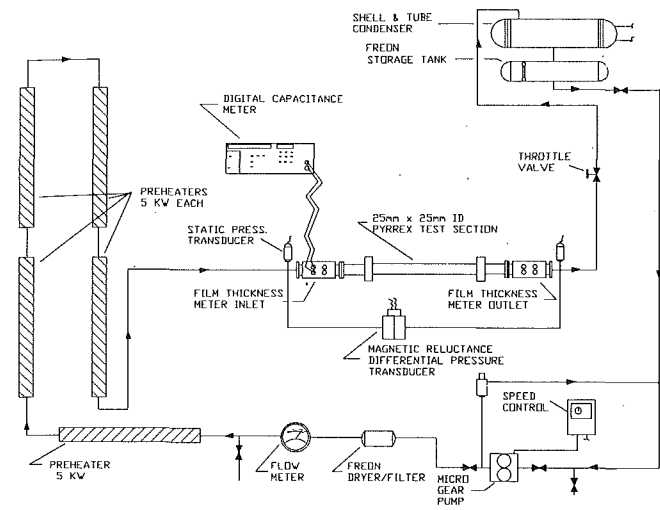 SHELL & TUBE
CONDENSER
FREON
STORAGE TANK
DIGITAL CAPACITANCE
METER
THROTTLE
VALVE
PREHEATERS
5 KW EACH
STATIC PRESS.
TRANSDUCER
25mm x 25mm ID
PYRREX TEST SECTION
FILM THICKNESS
METER INLET
FILM THICKNESS
METER OUTLET
MAGNETIC RELUCTANCE
DIFFERENTIAL PRESSURE
TRANSDUCER
SPEED
CONTROL
PREHEATER
5 KW
FLOW
METER
FREON
DRYER/FILTER
MICRO
GEAR
PUMP